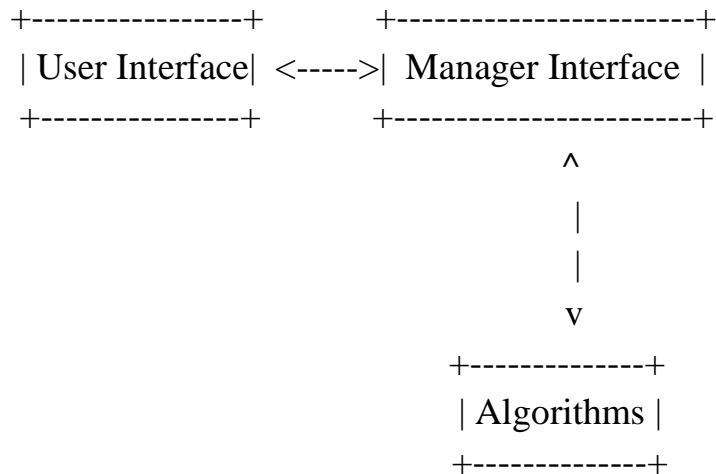 +-----------------+ +------------------------+
| User Interface| <----->| Manager Interface |
+---------------+ +------------------------+
^
|
|
v
+--------------+
| Algorithms |
+--------------+